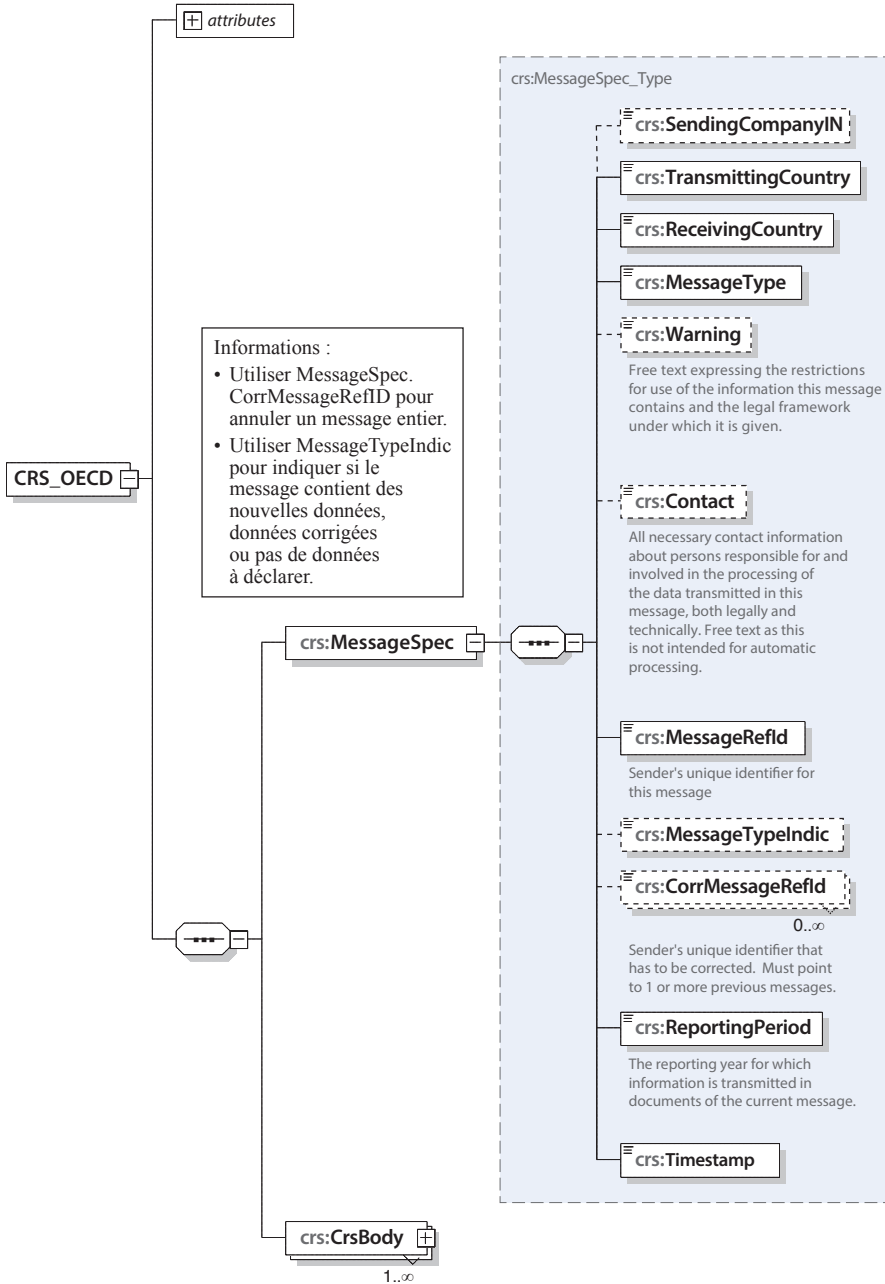 attributes
crs:MessageSpec_Type
crs:SendingCompanyIN
crs:TransmittingCountry
crs:ReceivingCountry
crs:MessageType
crs:Warning
Free text expressing the restrictions
for use of the information this message
contains and the legal framework
under which it is given.
Informations :
• Utiliser MessageSpec.
CorrMessageRefID pour
annuler un message entier.
• Utiliser MessageTypeIndic
pour indiquer si le
message contient des
nouvelles données,
données corrigées
ou pas de données
à déclarer.
CRS_OECD
crs:Contact
All necessary contact information
about persons responsible for and
involved in the processing of
the data transmitted in this
message, both legally and
technically. Free text as this
is not intended for automatic
processing.
crs:MessageSpec
crs:MessageRefId
Sender's unique identifier for
this message
crs:MessageTypeIndic
crs:CorrMessageRefId
0..∞
Sender's unique identifier that
has to be corrected. Must point
to 1 or more previous messages.
crs:ReportingPeriod
The reporting year for which
information is transmitted in
documents of the current message.
crs:Timestamp
crs:CrsBody
1..∞